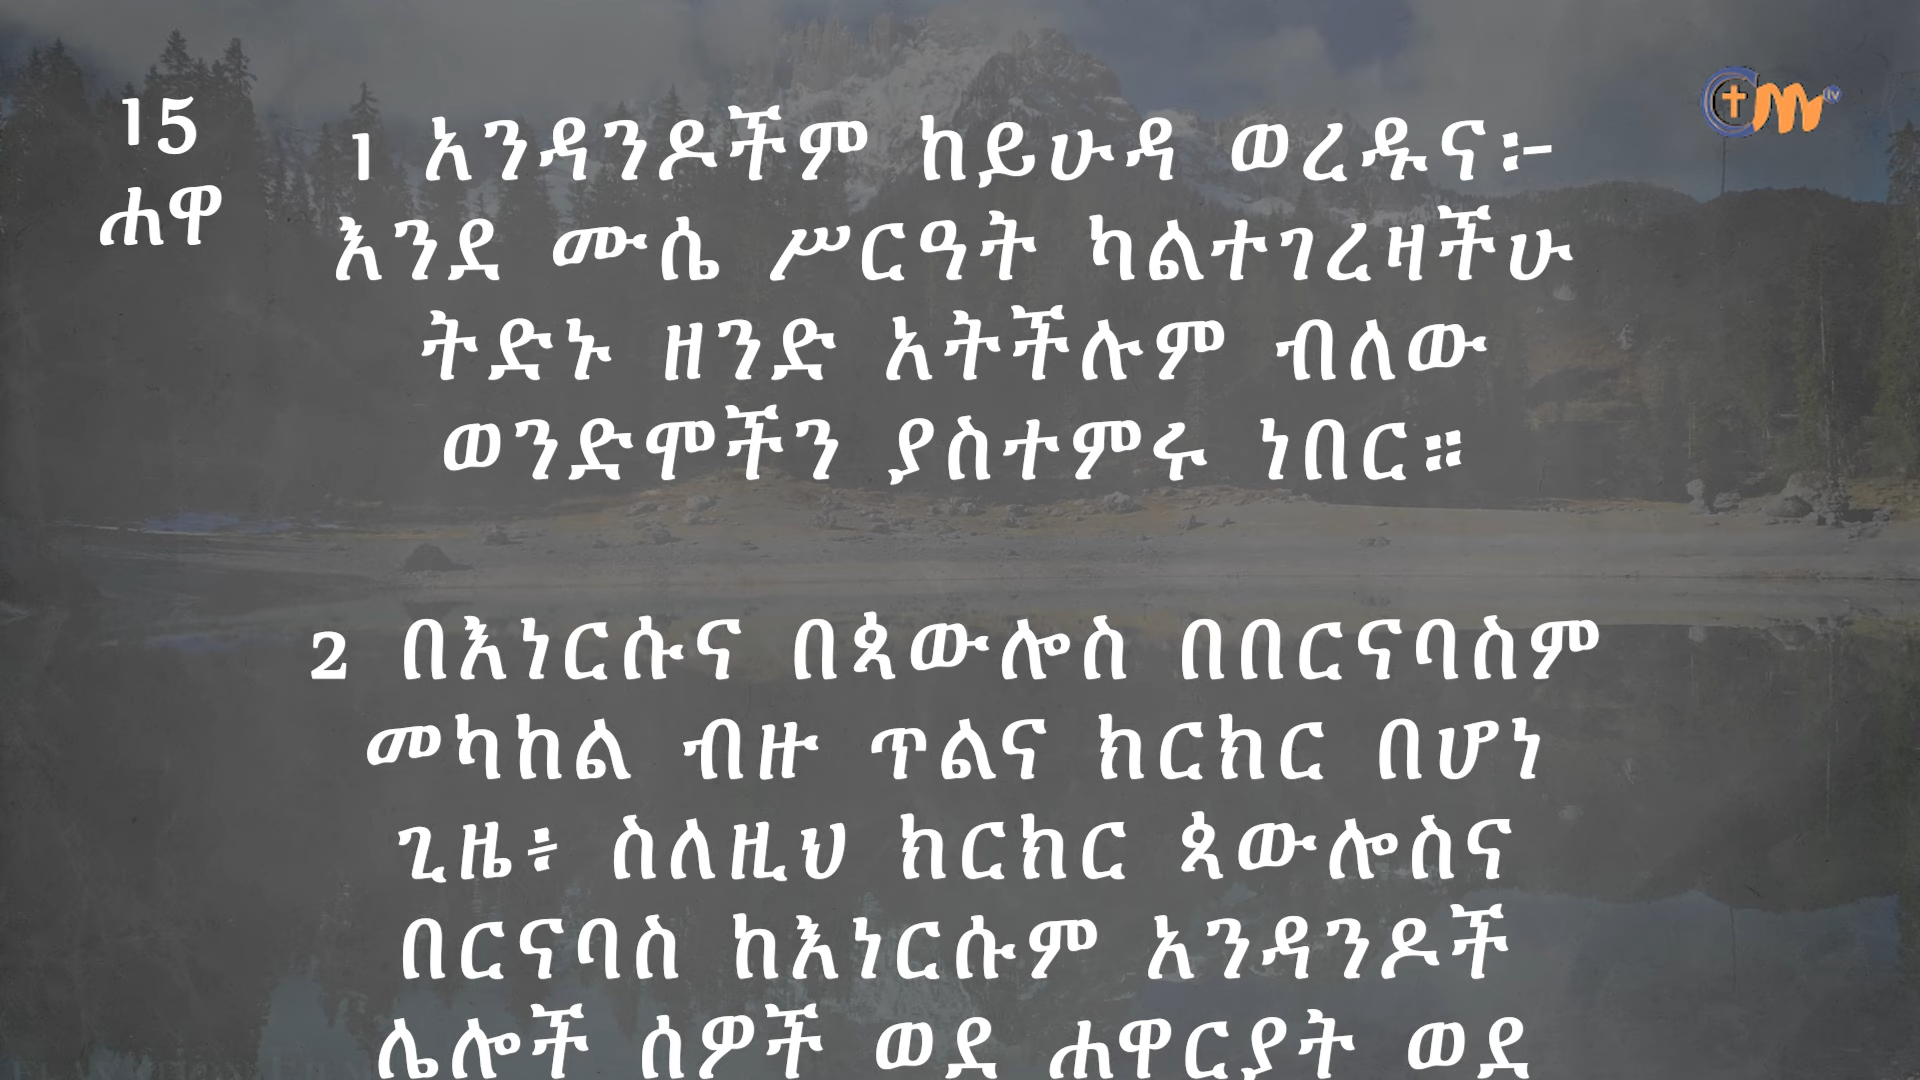 15
ሐዋ
1 አንዳንዶችም ከይሁዳ ወረዱና፦
እንደ ሙሴ ሥርዓት ካልተገረዛችሁ
ትድኑ ዘንድ አትችሉም ብለው
ወንድሞችን ያስተምሩ ነበር።
2 በእነርሱና በጳውሎስ በበርናባስም
መካከል ብዙ ጥልና ክርክር በሆነ
ጊዜ፥ ስለዚህ ክርክር ጳውሎስና
በርናባስ ከእነርሱም አንዳንዶች
ሌሎች ሰዎች ወደ ሐዋርያት ወደ
Cm tv